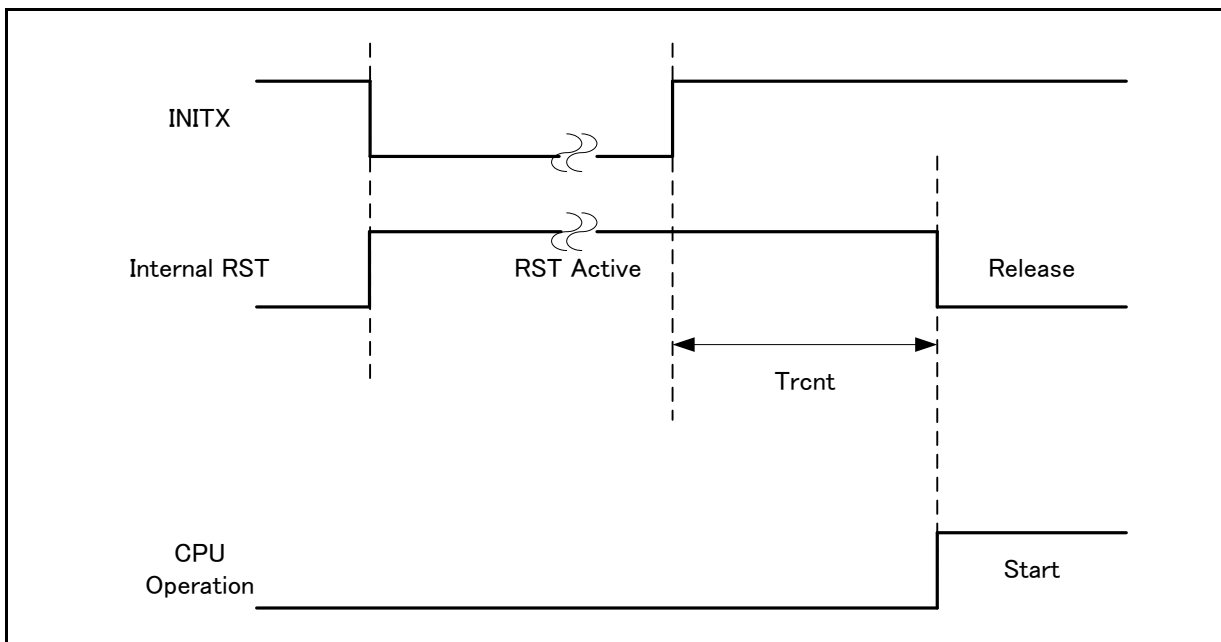 INITX
Internal RST
RST Active
Release
Trcnt
CPU
Operation
Start